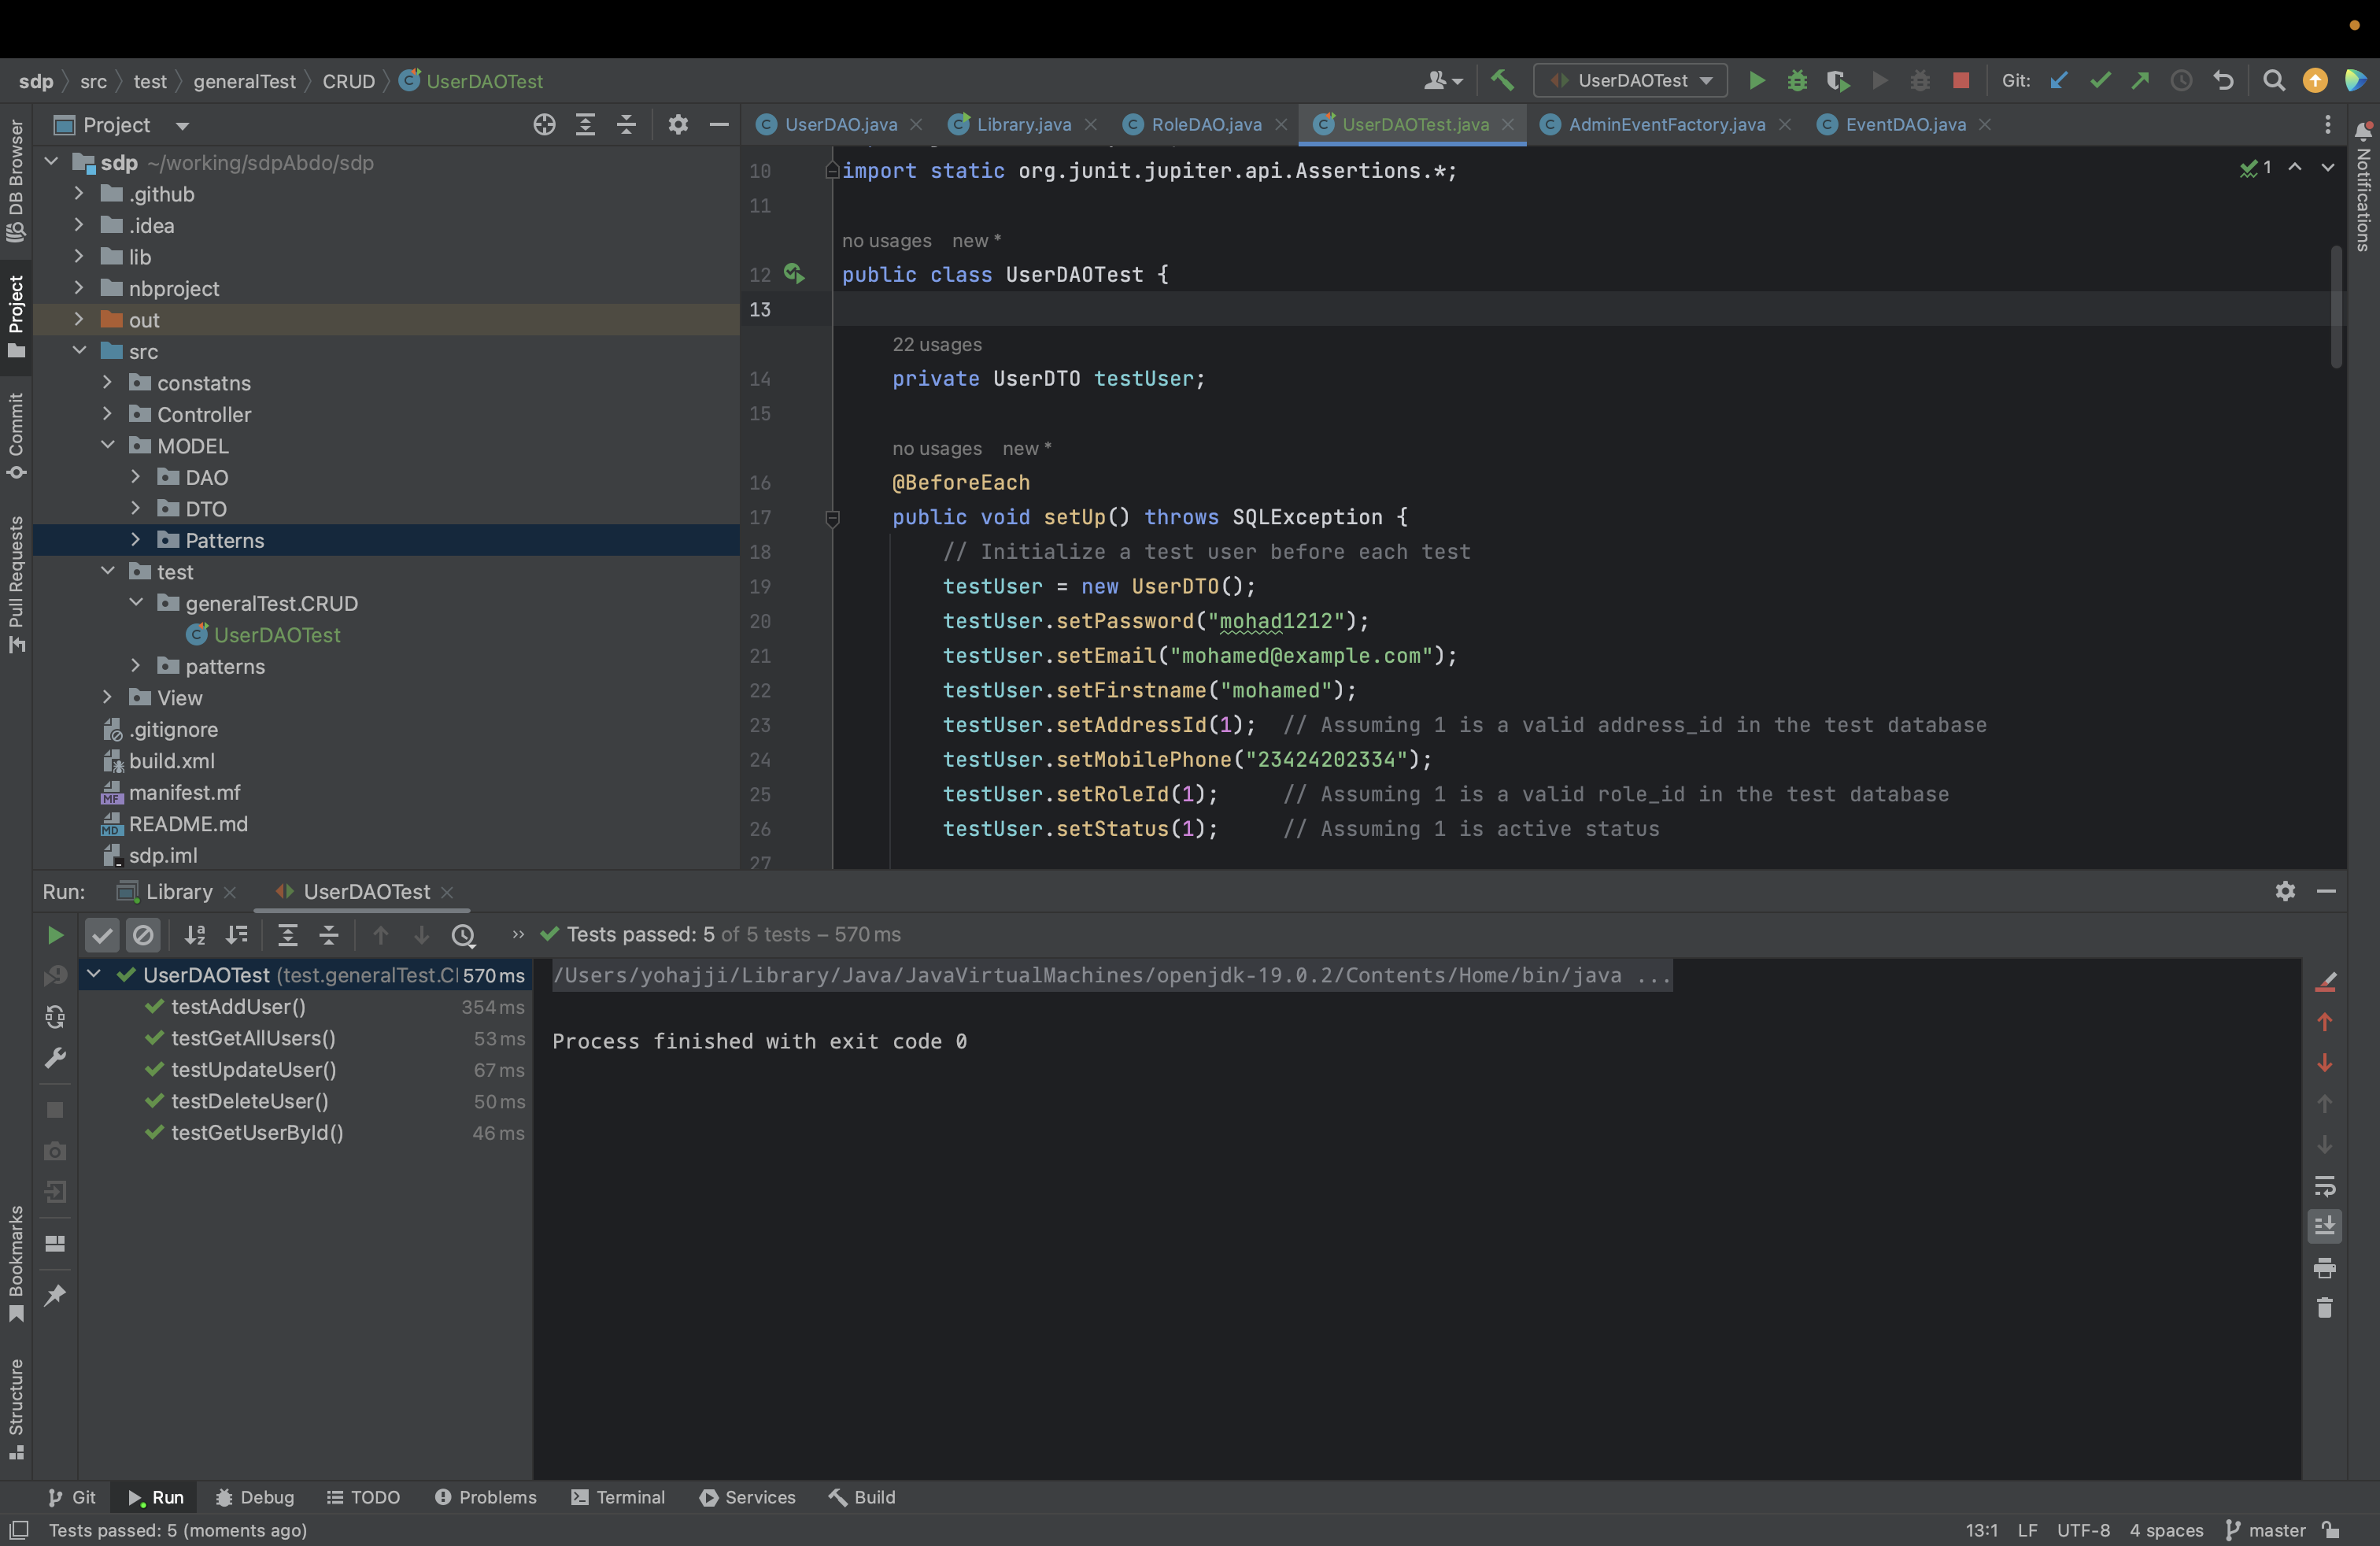 sdp src test generalTest CRUD UserDAOTest
UserDAOTest
Git:
Project
UserDAO.java
Library.java
RoleDAO.java
UserDAOTest.java
AdminEventFactory.java
EventDAO.java
DB Browser
Project
Commit
Pull Requests
Bookmarks
Structure
Notifications
sdp ~/working/sdpAbdo/sdp
.github
.idea
lib
nbproject
out
src
constatns
Controller
MODEL
DAO
DTO
Patterns
test
generalTest.CRUD
UserDAOTest
patterns
View
.gitignore
build.xml
manifest.mf
README.md
sdp.iml
1
10 import static org.junit.jupiter.api.Assertions.*;
11
no usages new *
12 public class UserDAOTest {
13
22 usages
14 private UserDTO testUser;
15
no usages new *
16 @BeforeEach
17 public void setUp() throws SQLException {
18 // Initialize a test user before each test
19 testUser = new UserDTO();
20 testUser.setPassword("mohad1212");
21 testUser.setEmail("mohamed@example.com");
22 testUser.setFirstname("mohamed");
23 testUser.setAddressId(1); // Assuming 1 is a valid address_id in the test database
24 testUser.setMobilePhone("23424202334");
25 testUser.setRoleId(1); // Assuming 1 is a valid role_id in the test database
26 testUser.setStatus(1); // Assuming 1 is active status
27
Run: Library UserDAOTest
Tests passed: 5 of 5 tests – 570 ms
UserDAOTest (test.generalTest.C 570 ms
testAddUser() 354 ms
testGetAllUsers() 53 ms
testUpdateUser() 67 ms
testDeleteUser() 50 ms
testGetUserById() 46 ms
/Users/yohajji/Library/Java/JavaVirtualMachines/openjdk-19.0.2/Contents/Home/bin/java ...
Process finished with exit code 0
Git Run Debug TODO Problems Terminal Services Build
Tests passed: 5 (moments ago)
13:1 LF UTF-8 4 spaces master